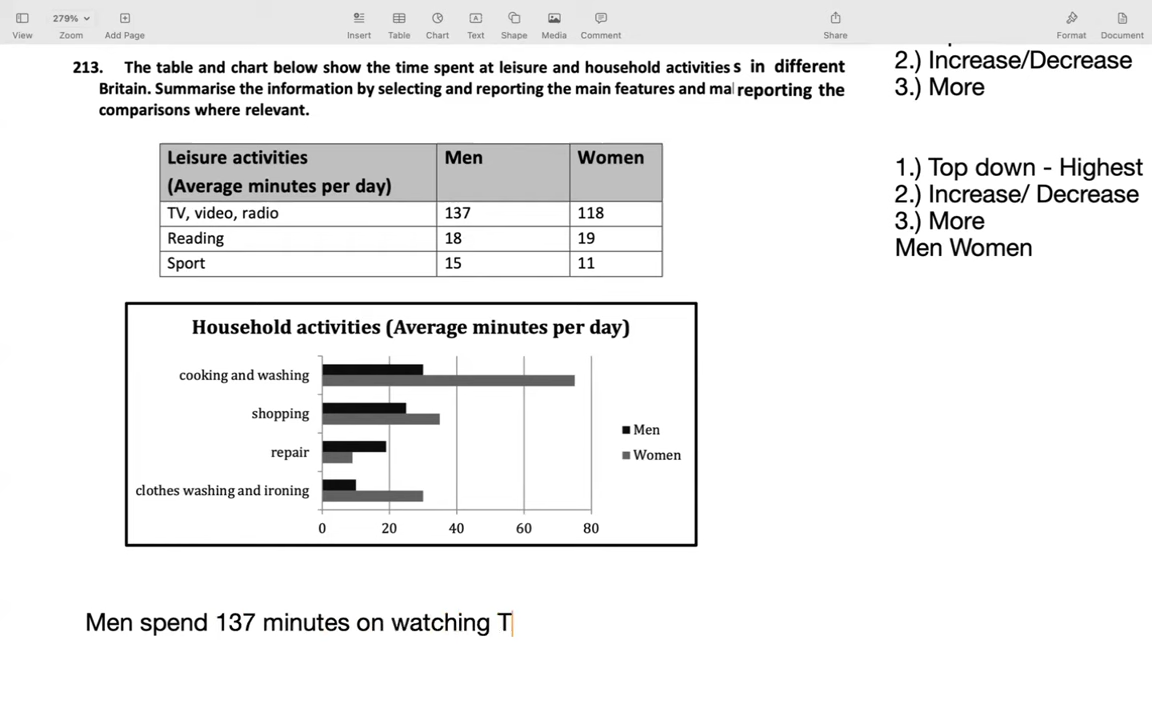 279%
View Zoom Add Page Insert Table Chart Text Shape Media Comment Share Format Document
213. The table and chart below show the time spent at leisure and household activities s in different
Britain. Summarise the information by selecting and reporting the main features and ma reporting the
comparisons where relevant.
Leisure activities
(Average minutes per day) Men Women
TV, video, radio 137 118
Reading 18 19
Sport 15 11
Household activities (Average minutes per day)
cooking and washing
shopping
repair
clothes washing and ironing
0 20 40 60 80
Men
Women
Men spend 137 minutes on watching T
2.) Increase/Decrease
3.) More
1.) Top down - Highest
2.) Increase/ Decrease
3.) More
Men Women